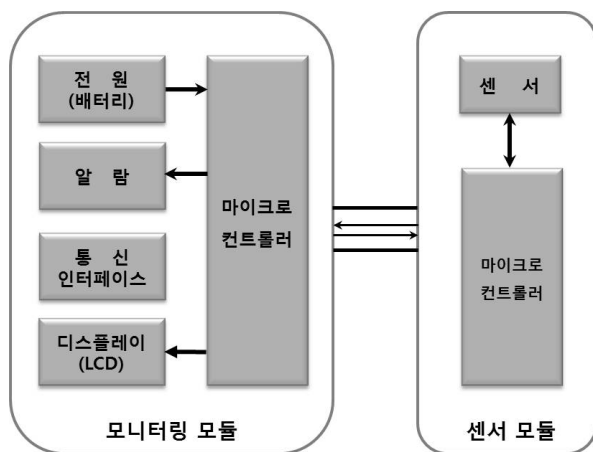 전 원
(배터리)
알 람
통 신
인터페이스
디스플레이
(LCD)
마이크로
컨트롤러
모니터링 모듈
센 서
마이크로
컨트롤러
센서 모듈